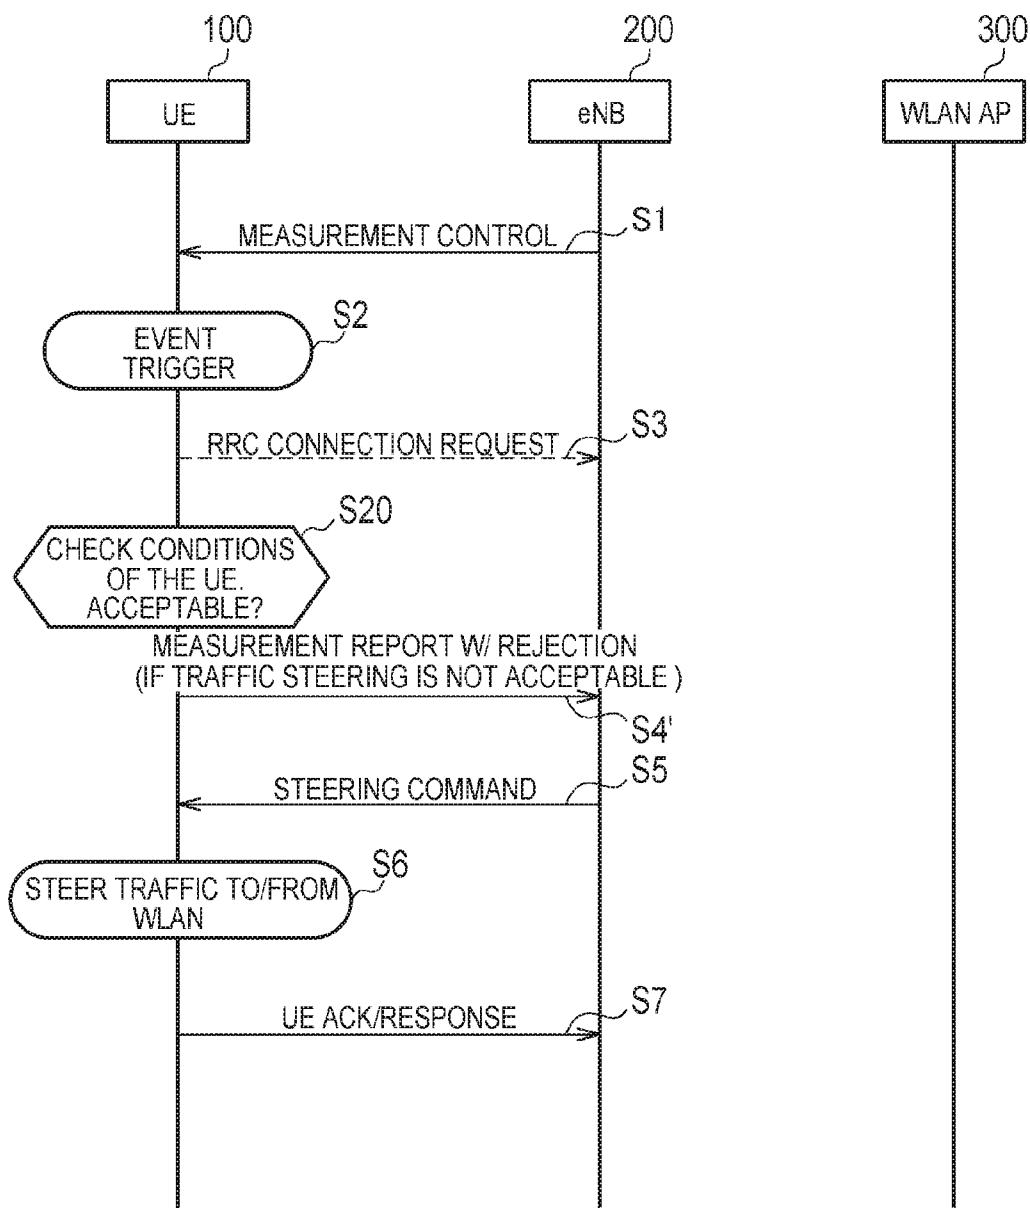 100
200
300
UE
eNB
WLAN AP
S1
MEASUREMENT CONTROL
S2
EVENT
TRIGGER
S3
RRC CONNECTION REQUEST
S20
CHECK CONDITIONS
OF THE UE.
ACCEPTABLE?
MEASUREMENT REPORT W/ REJECTION
(IF TRAFFIC STEERING IS NOT ACCEPTABLE )
S4'
S5
STEERING COMMAND
S6
STEER TRAFFIC TO/FROM
WLAN
S7
UE ACK/RESPONSE